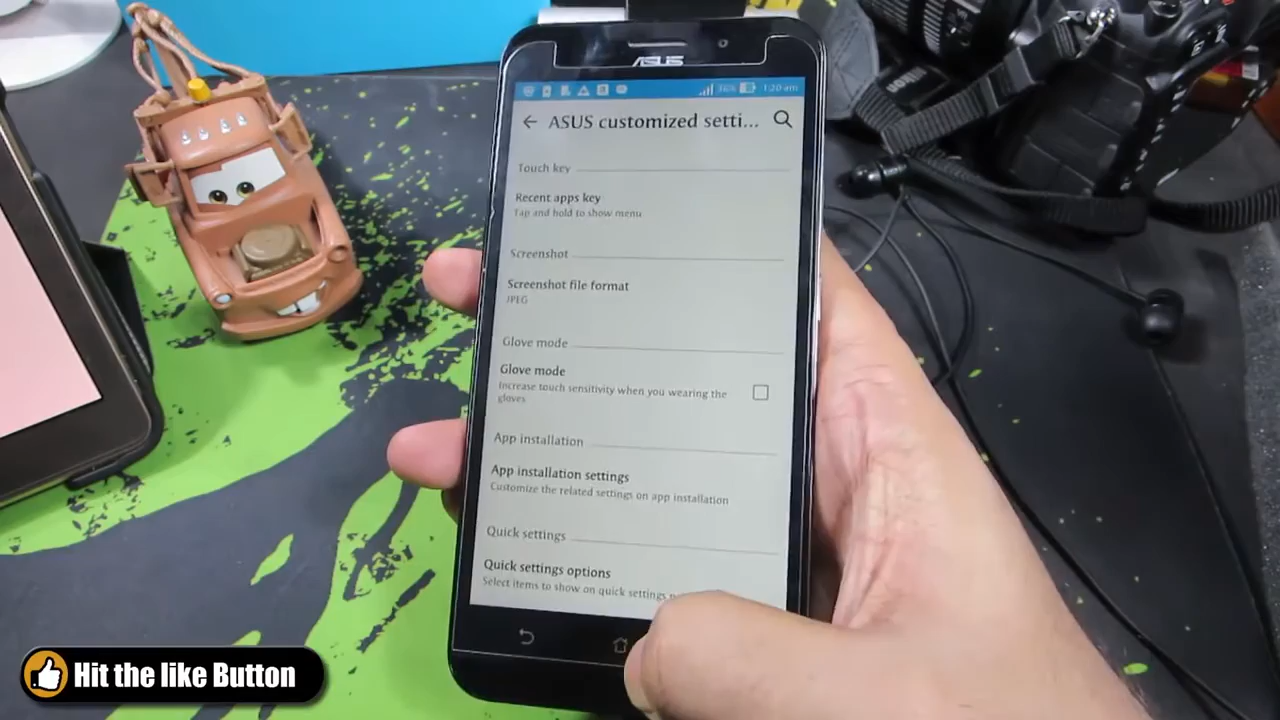 ASUS
36%
1:20 am
ASUS customized setti...
Touch key
Recent apps key
Tap and hold to show menu
Screenshot
Screenshot file format
JPEG
Glove mode
Glove mode
Increase touch sensitivity when you wearing the
gloves
App installation
App installation settings
Customize the related settings on app installation
Quick settings
Quick settings options
Select items to show on quick settings
Nikon
Hit the like Button